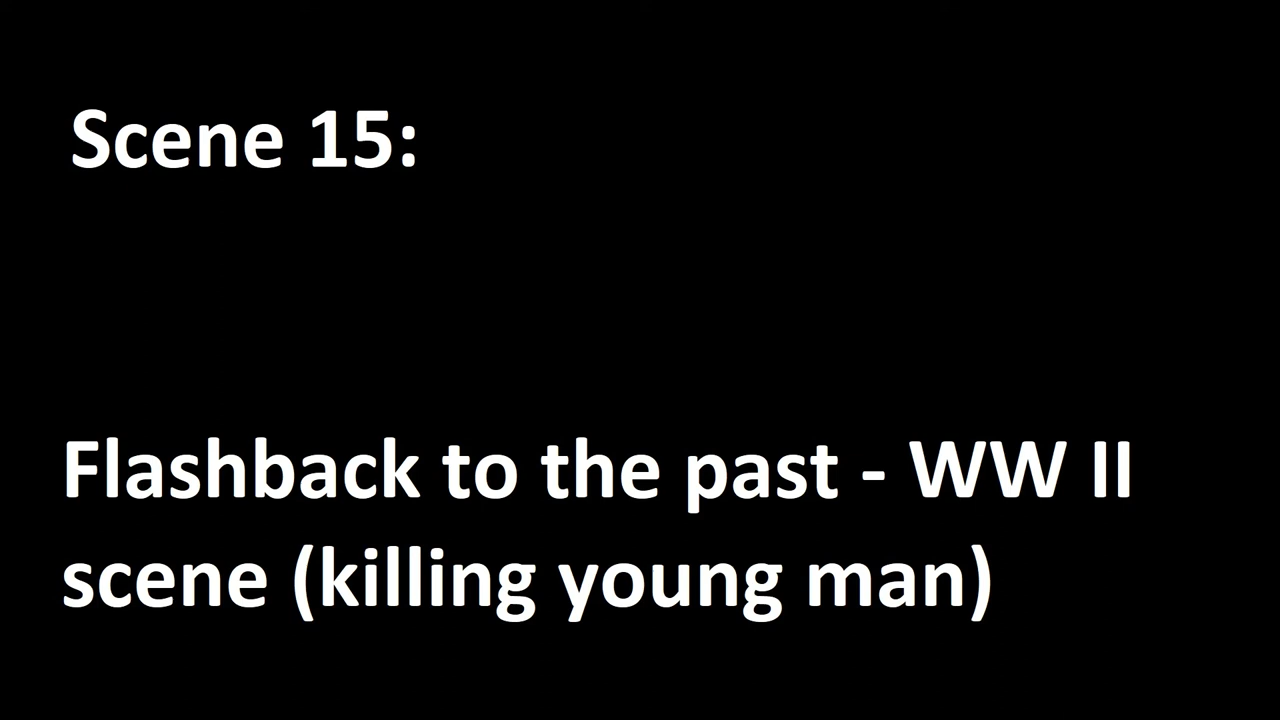 Scene 15:
Flashback to the past - WW II
scene (killing young man)